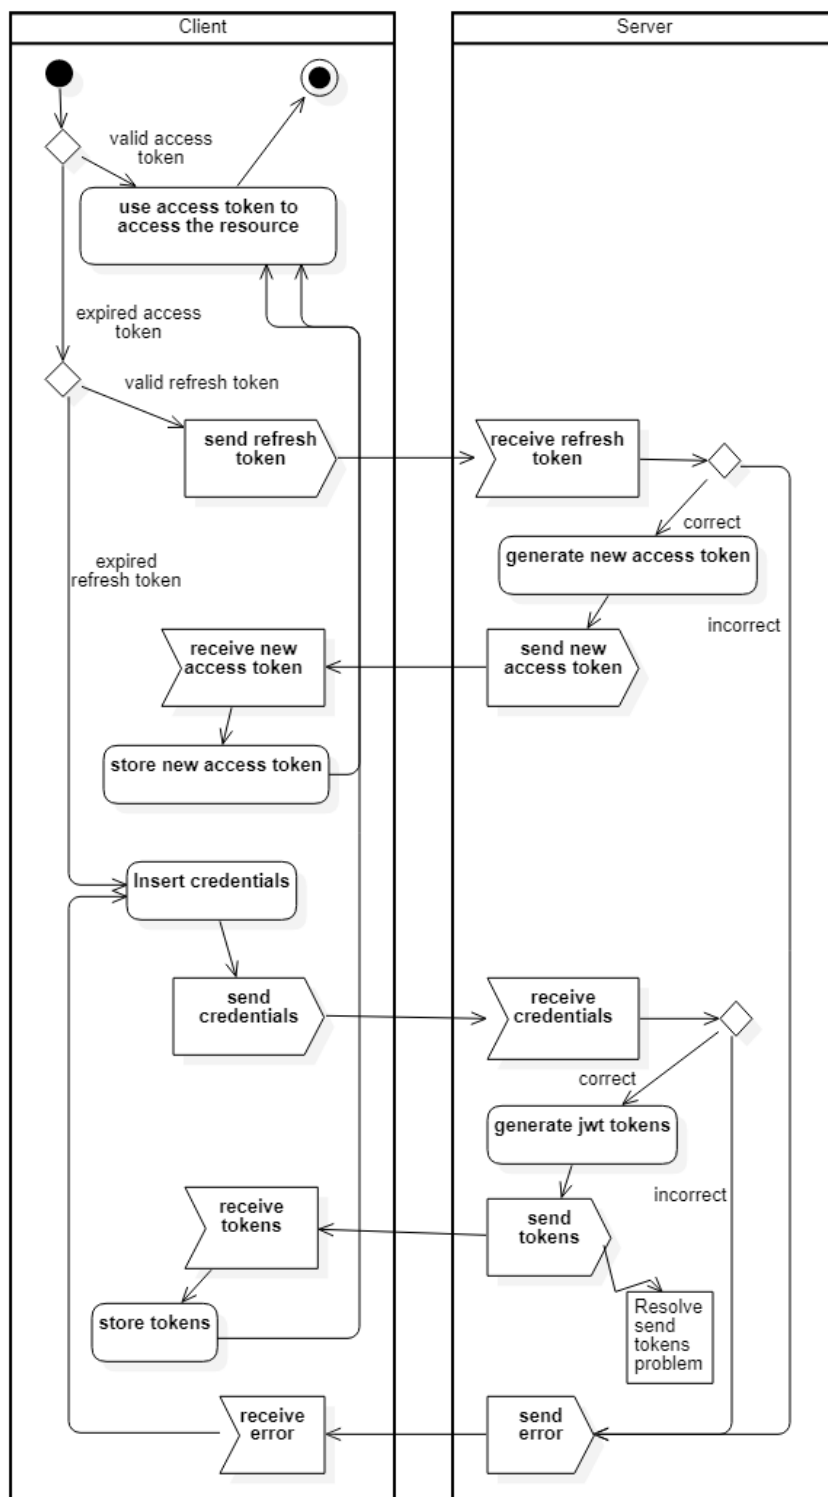 Client
Server
valid access
token
use access token to
access the resource
expired access
token
valid refresh token
send refresh
token
receive refresh
token
correct
generate new access token
expired
refresh token
incorrect
receive new
access token
send new
access token
store new access token
Insert credentials
send
credentials
receive
credentials
correct
generate jwt tokens
incorrect
receive
tokens
send
tokens
Resolve
send
tokens
problem
store tokens
receive
error
send
error